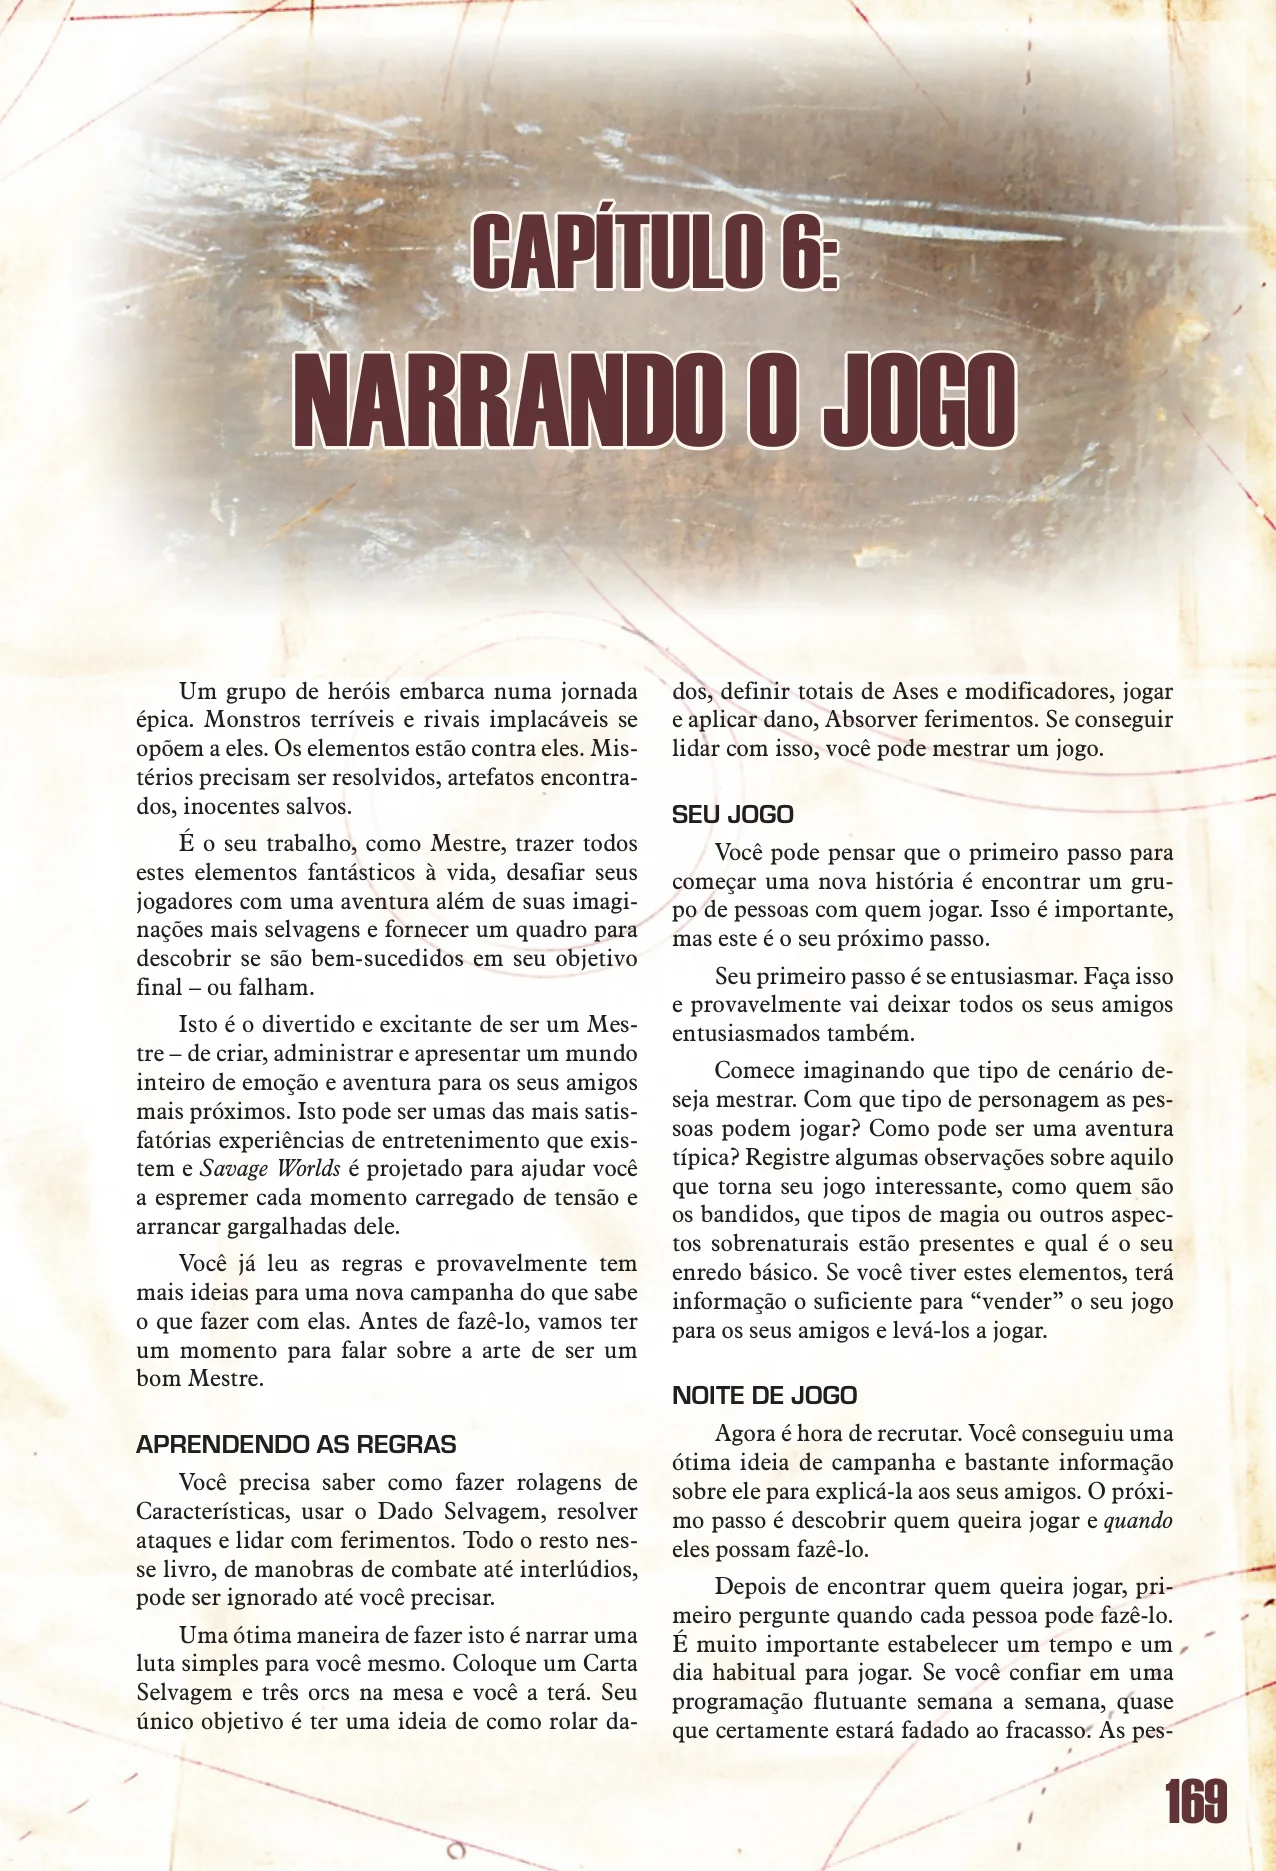 CAPÍTULO 6:
NARRANDO O JOGO
Um grupo de heróis embarca numa jornada
épica. Monstros terríveis e rivais implacáveis se
opõem a eles. Os elementos estão contra eles. Mis-
térios precisam ser resolvidos, artefatos encontra-
dos, inocentes salvos.
É o seu trabalho, como Mestre, trazer todos
estes elementos fantásticos à vida, desafiar seus
jogadores com uma aventura além de suas imagi-
nações mais selvagens e fornecer um quadro para
descobrir se são bem-sucedidos em seu objetivo
final – ou falham.
Isto é o divertido e excitante de ser um Mes-
tre – de criar, administrar e apresentar um mundo
inteiro de emoção e aventura para os seus amigos
mais próximos. Isto pode ser umas das mais satis-
fatórias experiências de entretenimento que exis-
tem e Savage Worlds é projetado para ajudar você
a espremer cada momento carregado de tensão e
arrancar gargalhadas dele.
Você já leu as regras e provavelmente tem
mais ideias para uma nova campanha do que sabe
o que fazer com elas. Antes de fazê-lo, vamos ter
um momento para falar sobre a arte de ser um
bom Mestre.
APRENDENDO AS REGRAS
Você precisa saber como fazer rolagens de
Características, usar o Dado Selvagem, resolver
ataques e lidar com ferimentos. Todo o resto nes-
se livro, de manobras de combate até interlúdios,
pode ser ignorado até você precisar.
Uma ótima maneira de fazer isto é narrar uma
luta simples para você mesmo. Coloque um Carta
Selvagem e três orcs na mesa e você a terá. Seu
único objetivo é ter uma ideia de como rolar da-
dos, definir totais de Ases e modificadores, jogar
e aplicar dano, Absorver ferimentos. Se conseguir
lidar com isso, você pode mestrar um jogo.
SEU JOGO
Você pode pensar que o primeiro passo para
começar uma nova história é encontrar um gru-
po de pessoas com quem jogar. Isso é importante,
mas este é o seu próximo passo.
Seu primeiro passo é se entusiasmar. Faça isso
e provavelmente vai deixar todos os seus amigos
entusiasmados também.
Comece imaginando que tipo de cenário de-
seja mestrar. Com que tipo de personagem as pes-
soas podem jogar? Como pode ser uma aventura
típica? Registre algumas observações sobre aquilo
que torna seu jogo interessante, como quem são
os bandidos, que tipos de magia ou outros aspec-
tos sobrenaturais estão presentes e qual é o seu
enredo básico. Se você tiver estes elementos, terá
informação o suficiente para “vender” o seu jogo
para os seus amigos e levá-los a jogar.
NOITE DE JOGO
Agora é hora de recrutar. Você conseguiu uma
ótima ideia de campanha e bastante informação
sobre ele para explicá-la aos seus amigos. O próxi-
mo passo é descobrir quem queira jogar e quando
eles possam fazê-lo.
Depois de encontrar quem queira jogar, pri-
meiro pergunte quando cada pessoa pode fazê-lo.
É muito importante estabelecer um tempo e um
dia habitual para jogar. Se você confiar em uma
programação flutuante semana a semana, quase
que certamente estará fadado ao fracasso. As pes-
169